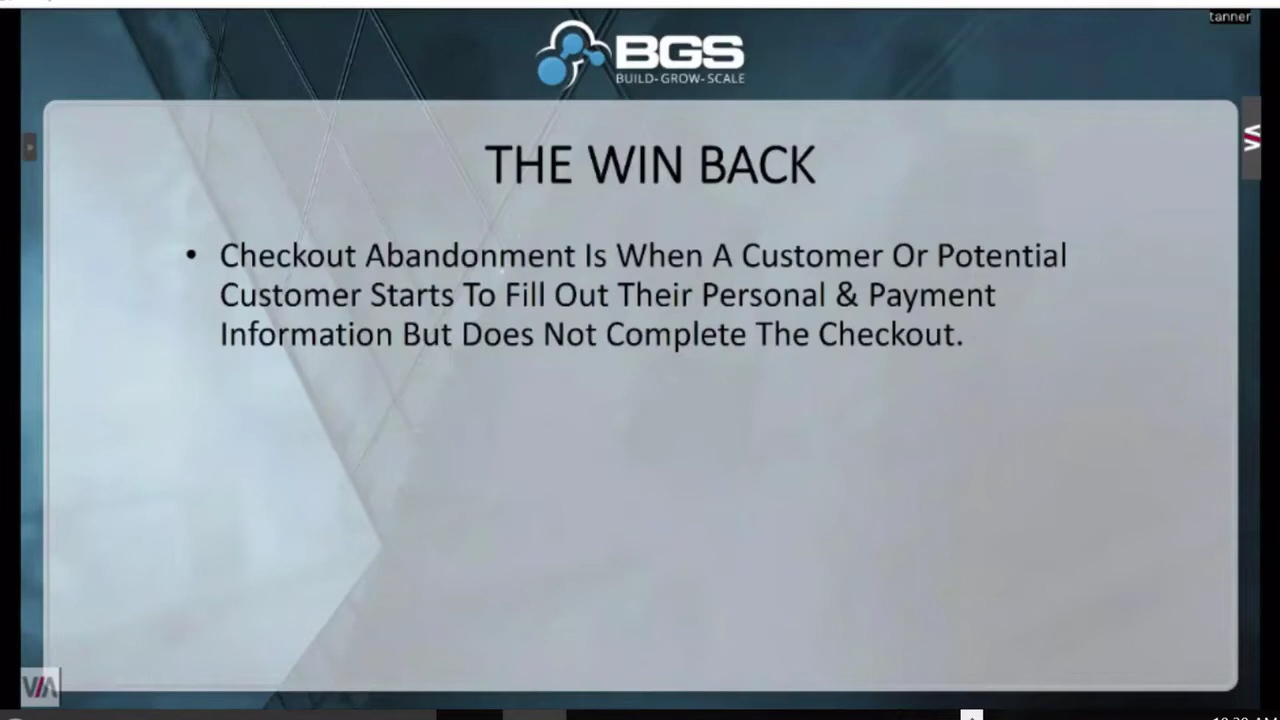 tanner
BGS
BUILD-GROW-SCALE
THE WIN BACK
• Checkout Abandonment Is When A Customer Or Potential
Customer Starts To Fill Out Their Personal & Payment
Information But Does Not Complete The Checkout.
VIA